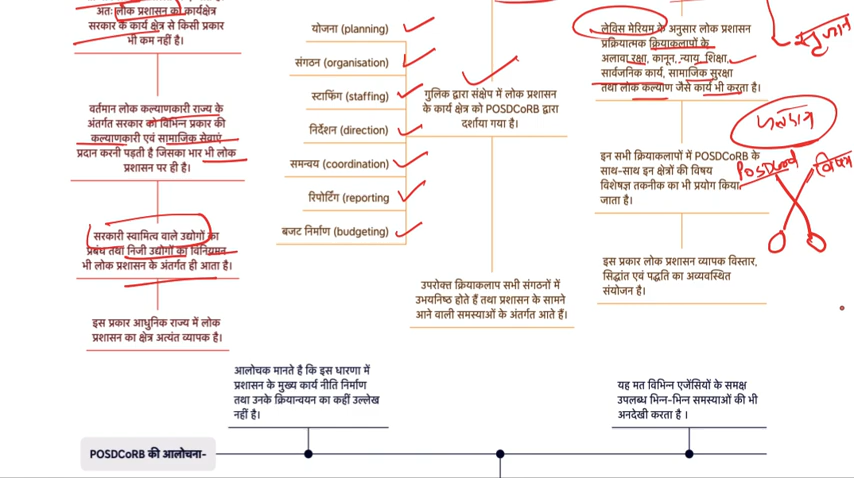 अतः लोक प्रशासन का कार्यक्षेत्र
सरकार के कार्य क्षेत्र से किसी प्रकार
भी कम नहीं है।
वर्तमान लोक कल्याणकारी राज्य के
अंतर्गत सरकार को विभिन्न प्रकार की
कल्याणकारी एवं सामाजिक सेवाएं
प्रदान करनी पड़ती है जिसका भार भी लोक
प्रशासन पर ही है।
सरकारी स्वामित्व वाले उद्योगों का
प्रबंध तथा निजी उद्योगों का विनियमन
भी लोक प्रशासन के अंतर्गत ही आता है।
इस प्रकार आधुनिक राज्य में लोक
प्रशासन का क्षेत्र अत्यंत व्यापक है।
योजना (planning)
संगठन (organisation)
स्टाफिंग (staffing)
निर्देशन (direction)
समन्वय (coordination)
रिपोर्टिंग (reporting
बजट निर्माण (budgeting)
गुलिक द्वारा संक्षेप में लोक प्रशासन
के कार्य क्षेत्र को POSDCoRB द्वारा
दर्शाया गया है।
उपरोक्त क्रियाकलाप सभी संगठनों में
उभयनिष्ठ होते हैं तथा प्रशासन के सामने
आने वाली समस्याओं के अंतर्गत आते हैं।
लेविस मेरियम के अनुसार लोक प्रशासन
प्रक्रियात्मक क्रियाकलापों के
अलावा रक्षा, कानून, न्याय, शिक्षा,
सार्वजनिक कार्य, सामाजिक सुरक्षा
तथा लोक कल्याण जैसे कार्य भी करता है।
इन सभी क्रियाकलापों में POSDCoRB के
साथ-साथ इन क्षेत्रों की विषय
विशेषज्ञ तकनीक का भी प्रयोग किया
जाता है।
इस प्रकार लोक प्रशासन व्यापक विस्तार,
सिद्धांत एवं पद्धति का अव्यवस्थित
संयोजन है।
विषय
आलोचक मानते है कि इस धारणा में
प्रशासन के मुख्य कार्य नीति निर्माण
तथा उनके क्रियान्वयन का कहीं उल्लेख
नहीं है।
यह मत विभिन्न एजेंसियों के समक्ष
उपलब्ध भिन्न-भिन्न समस्याओं की भी
अनदेखी करता है ।
POSDCoRB की आलोचना-